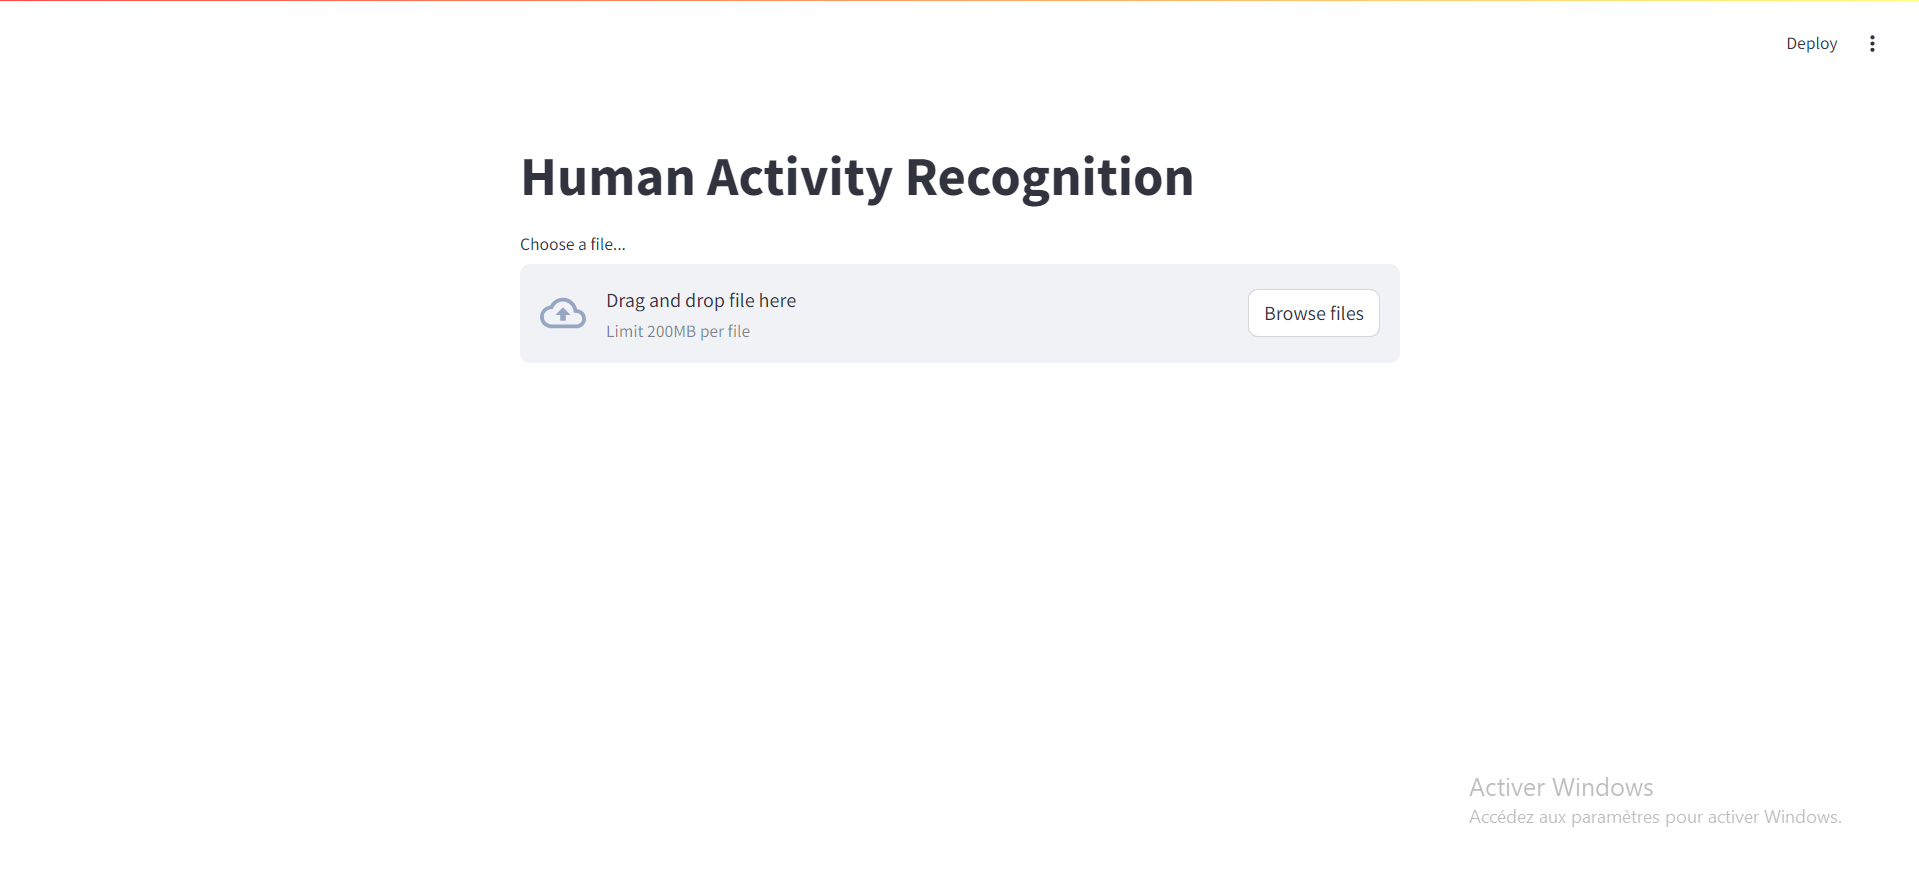 Deploy
Human Activity Recognition
Choose a file...
Drag and drop file here
Limit 200MB per file
Browse files
Activer Windows
Accédez aux paramètres pour activer Windows.